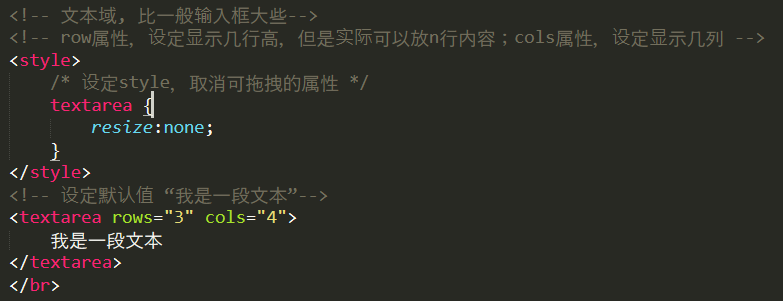 <!-- 文本域, 比一般输入框大些-->
<!-- row属性, 设定显示几行高, 但是实际可以放n行内容；cols属性, 设定显示几列 -->
<style>
    /* 设定style, 取消可拖拽的属性 */
    textarea {
        resize:none;
    }
</style>
<!-- 设定默认值 “我是一段文本”-->
<textarea rows="3" cols="4">
    我是一段文本
</textarea>
</br>